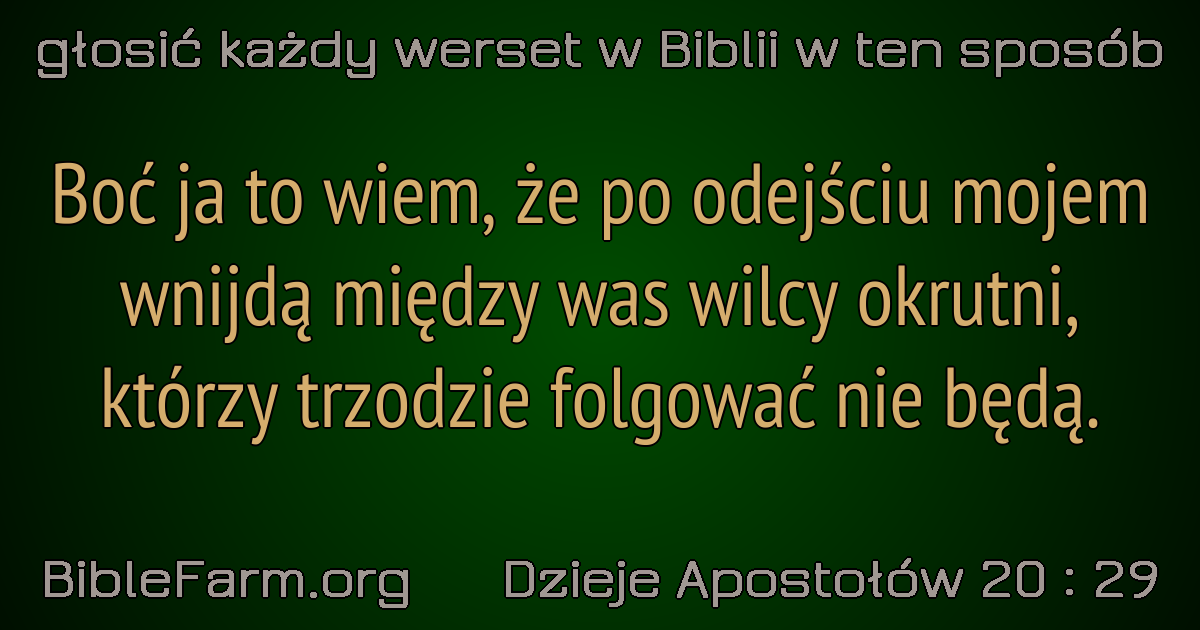 głosić każdy werset w Biblii w ten sposób
Boć ja to wiem, że po odejściu mojem
wnijdą między was wilcy okrutni,
którzy trzodzie folgować nie będą.
BibleFarm.org Dzieje Apostołów 20 : 29